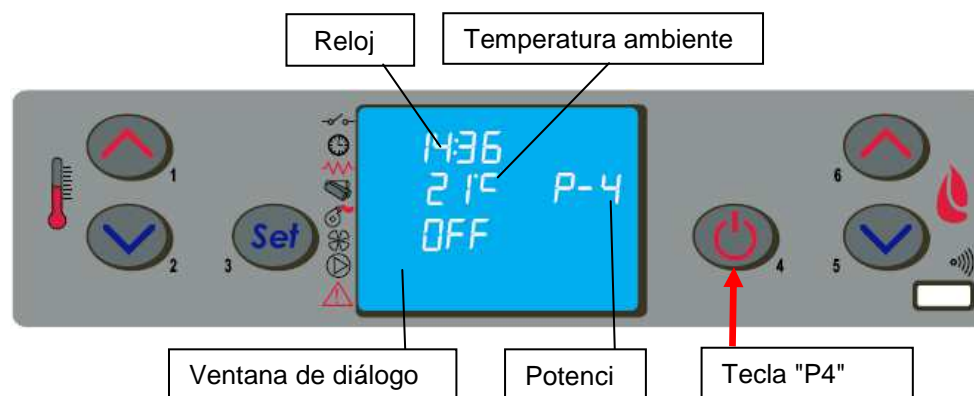 Reloj
Temperatura ambiente
14:36
21°C P-4
OFF
1
2
3
Set
4
5
6
Ventana de diálogo
Potenci
Tecla "P4"